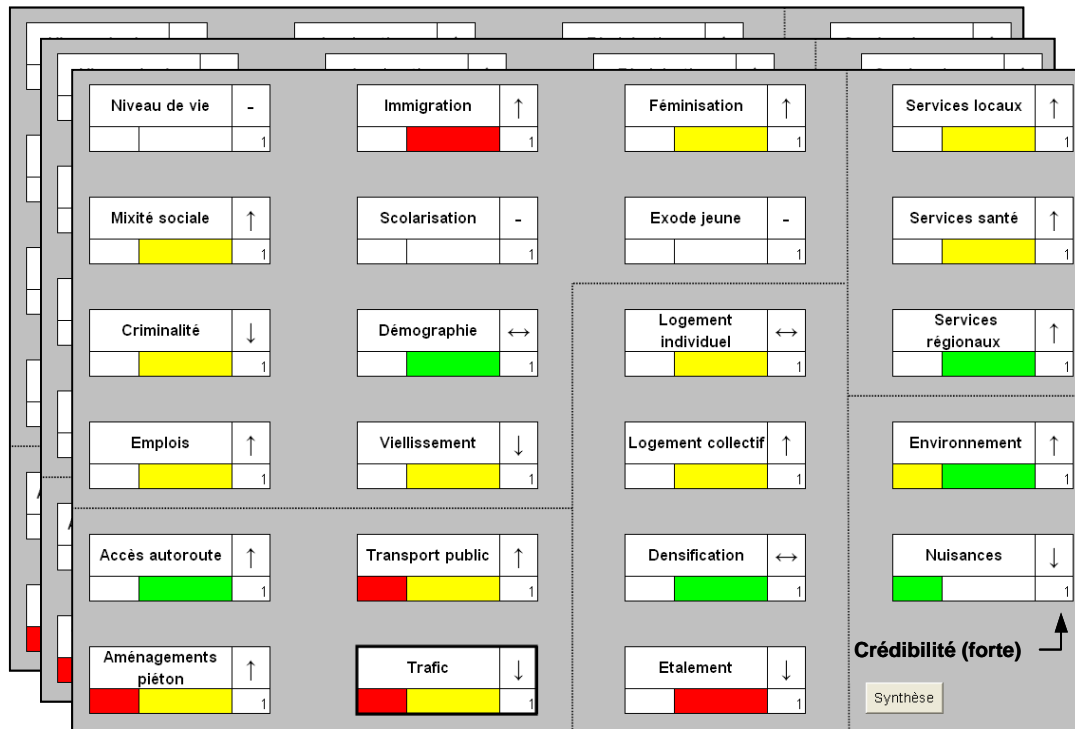 Niveau de vie -
1
Immigration ↑
1
Féminisation ↑
1
Services locaux ↑
1
Mixité sociale ↑
1
Scolarisation -
1
Exode jeune -
1
Services santé ↑
1
Criminalité ↓
1
Démographie ↔
1
Logement
individuel ↔
1
Services
régionaux ↑
1
Emplois ↑
1
Viellissement ↓
1
Logement collectif ↑
1
Environnement ↑
1
Accès autoroute ↑
1
Transport public ↑
1
Densification ↔
1
Nuisances ↓
1
Aménagements
piéton ↑
1
Trafic ↓
1
Etalement ↓
1
Crédibilité (forte)
Synthèse